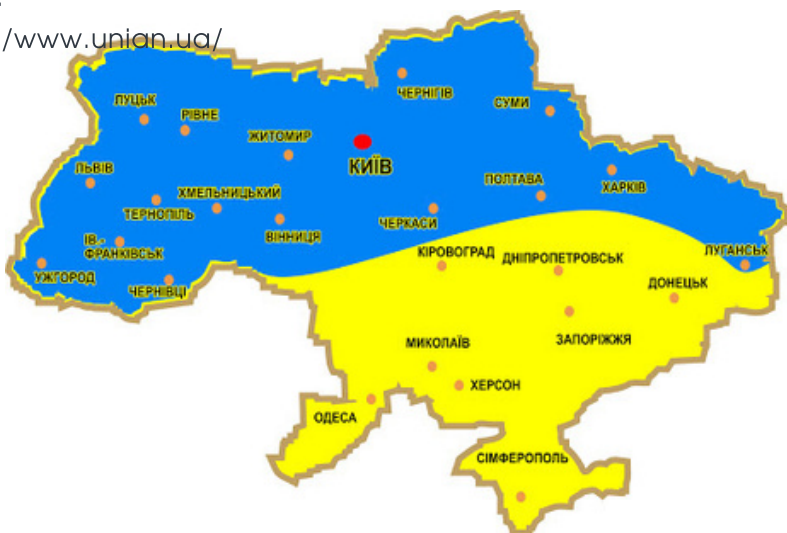 /www.unian.ua/
ЧЕРНІГІВ
ЛУЦЬК
СУМИ
РІВНЕ
ЖИТОМИР
КИЇВ
ЛЬВІВ
ПОЛТАВА
ХАРКІВ
ХМЕЛЬНИЦЬКИЙ
ТЕРНОПІЛЬ
ЧЕРКАСИ
ВІННИЦЯ
ІВ.-
ФРАНКІВСЬК
КІРОВОГРАД
ДНІПРОПЕТРОВСЬК
ЛУГАНСЬК
УЖГОРОД
ЧЕРНІВЦІ
ДОНЕЦЬК
МИКОЛАЇВ
ЗАПОРІЖЖЯ
ХЕРСОН
ОДЕСА
СІМФЕРОПОЛЬ